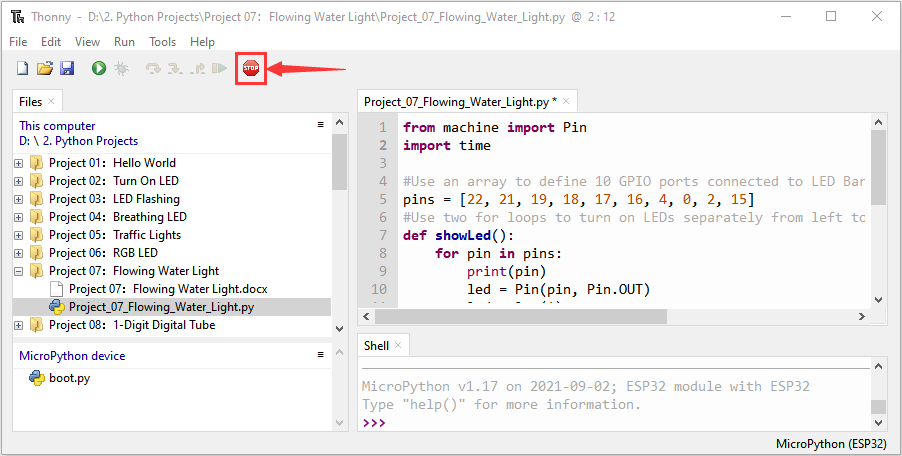 Thonny - D:\2. Python Projects\Project 07：Flowing Water Light\Project_07_Flowing_Water_Light.py @ 2 : 12
File Edit View Run Tools Help
STOP
Files ×
This computer
D: \ 2. Python Projects
Project 01：Hello World
Project 02：Turn On LED
Project 03：LED Flashing
Project 04：Breathing LED
Project 05：Traffic Lights
Project 06：RGB LED
Project 07：Flowing Water Light
Project 07：Flowing Water Light.docx
Project_07_Flowing_Water_Light.py
Project 08：1-Digit Digital Tube
MicroPython device
boot.py
Project_07_Flowing_Water_Light.py * ×
1 from machine import Pin
2 import time
3
4 #Use an array to define 10 GPIO ports connected to LED Bar
5 pins = [22, 21, 19, 18, 17, 16, 4, 0, 2, 15]
6 #Use two for loops to turn on LEDs separately from left to
7 def showLed():
8 for pin in pins:
9 print(pin)
10 led = Pin(pin, Pin.OUT)
Shell ×
MicroPython v1.17 on 2021-09-02; ESP32 module with ESP32
Type "help()" for more information.
>>>
MicroPython (ESP32)